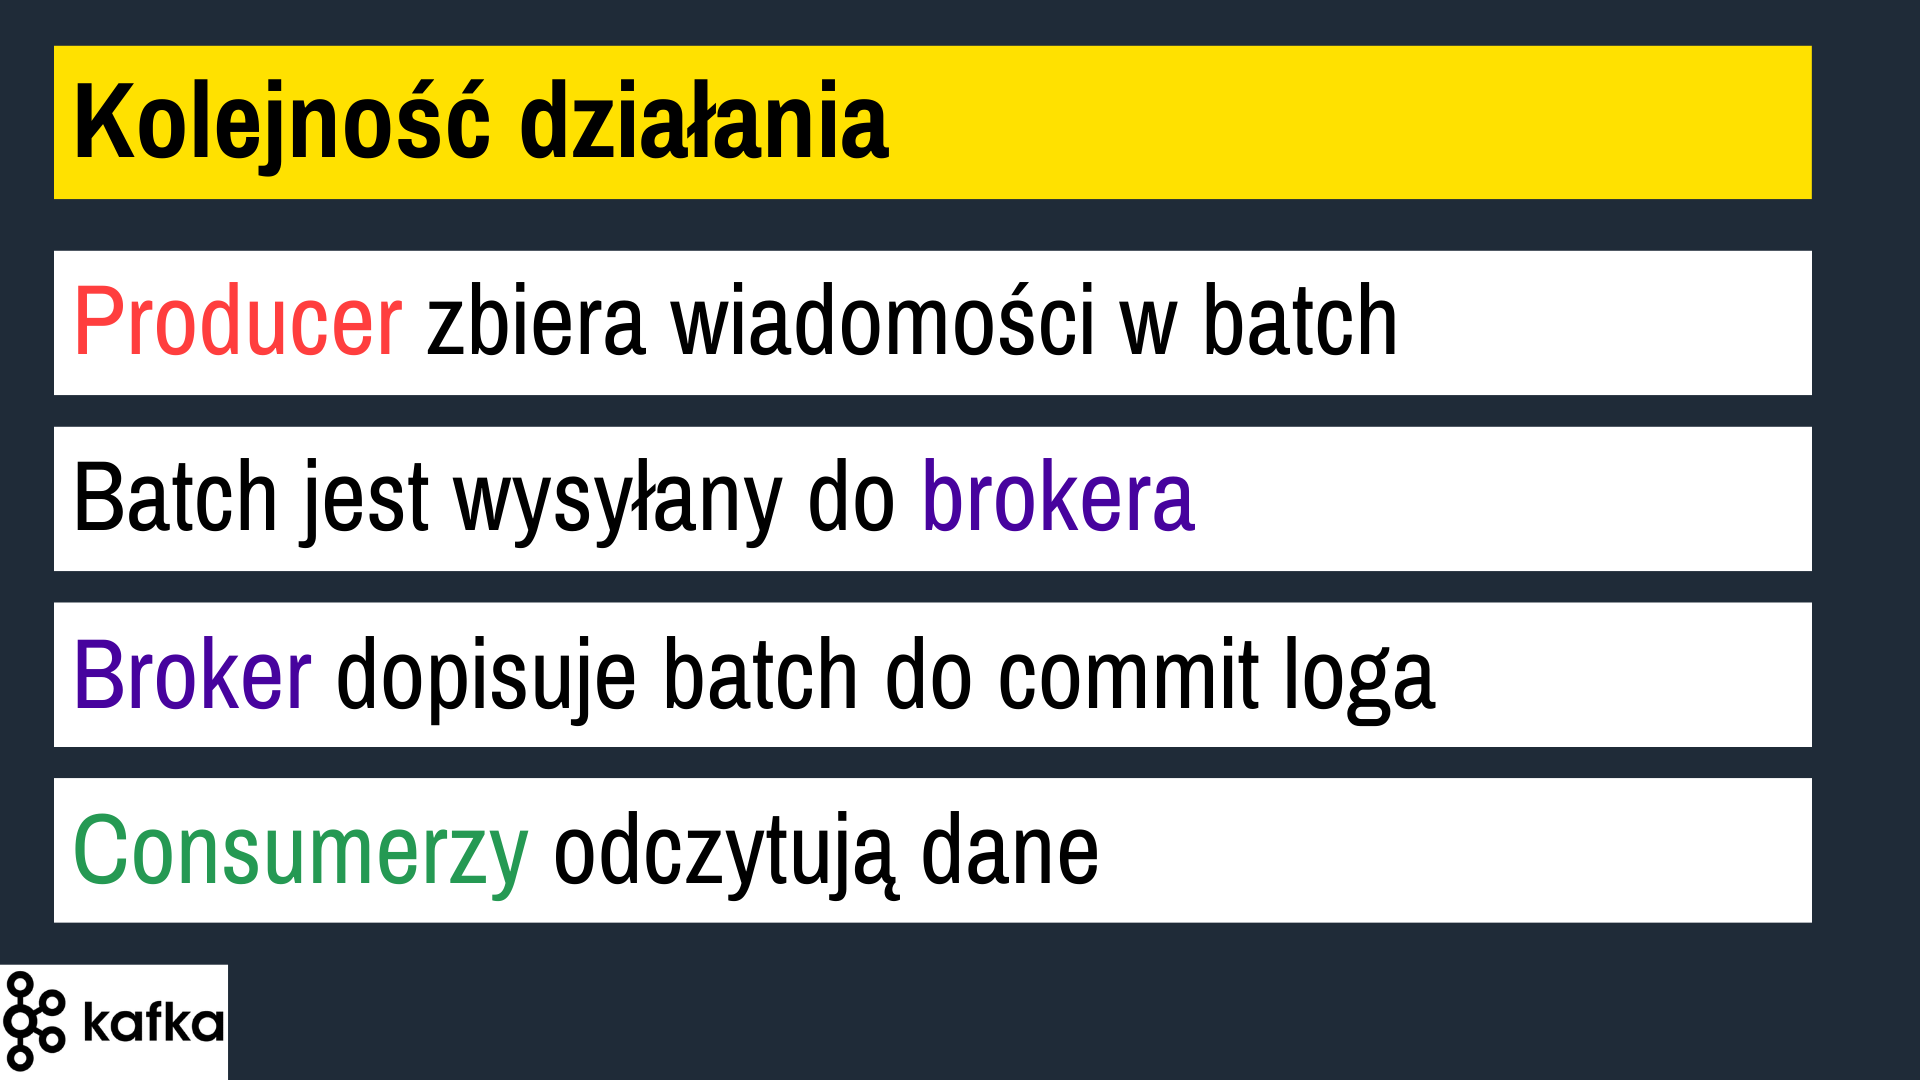 Kolejność działania
Producer zbiera wiadomości w batch
Batch jest wysyłany do brokera
Broker dopisuje batch do commit loga
Consumerzy odczytują dane
kafka